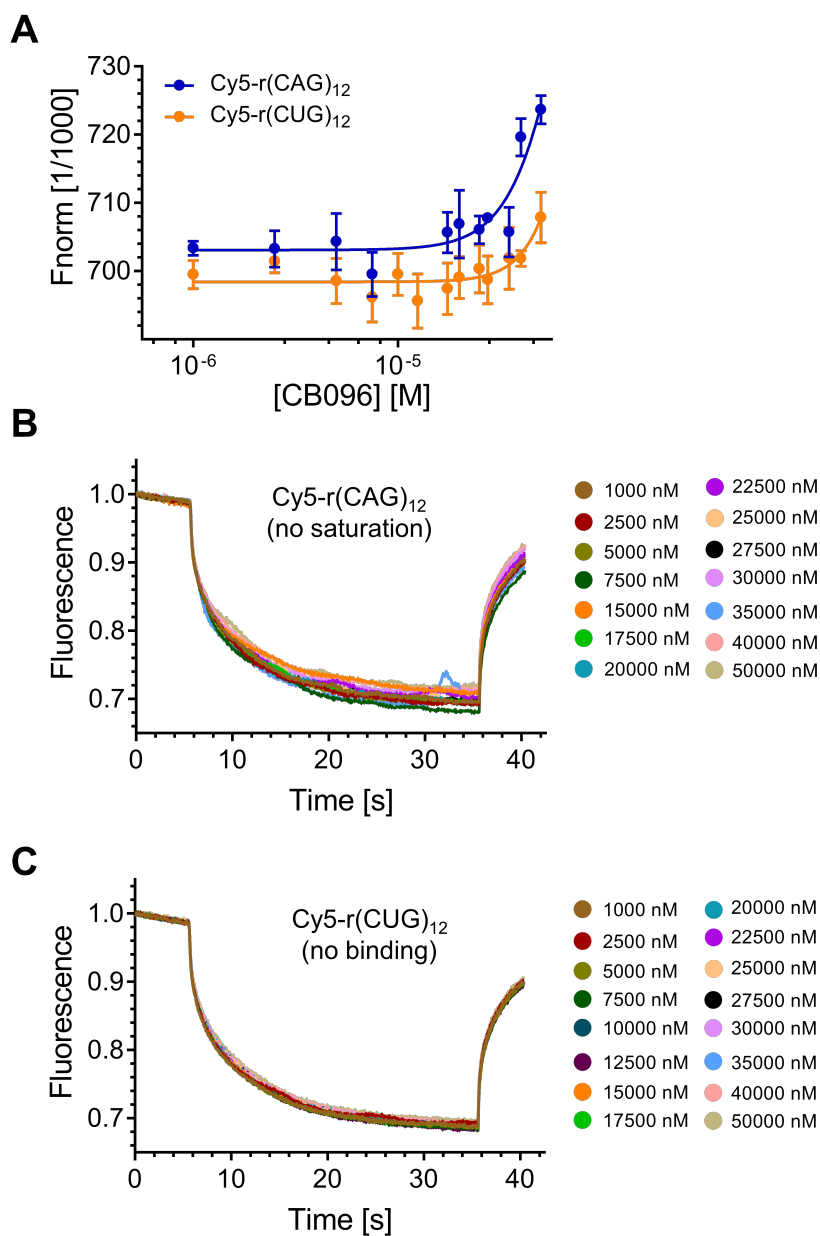 A
730
720
710
700
Fnorm [1/1000]
Cy5-r(CAG)12
Cy5-r(CUG)12
10-6
10-5
[CB096] [M]
B
1.0
0.9
0.8
0.7
Fluorescence
Cy5-r(CAG)12
(no saturation)
0
10
20
30
40
Time [s]
1000 nM
2500 nM
5000 nM
7500 nM
15000 nM
17500 nM
20000 nM
22500 nM
25000 nM
27500 nM
30000 nM
35000 nM
40000 nM
50000 nM
C
1.0
0.9
0.8
0.7
Fluorescence
Cy5-r(CUG)12
(no binding)
0
10
20
30
40
Time [s]
1000 nM
2500 nM
5000 nM
7500 nM
10000 nM
12500 nM
15000 nM
17500 nM
20000 nM
22500 nM
25000 nM
27500 nM
30000 nM
35000 nM
40000 nM
50000 nM